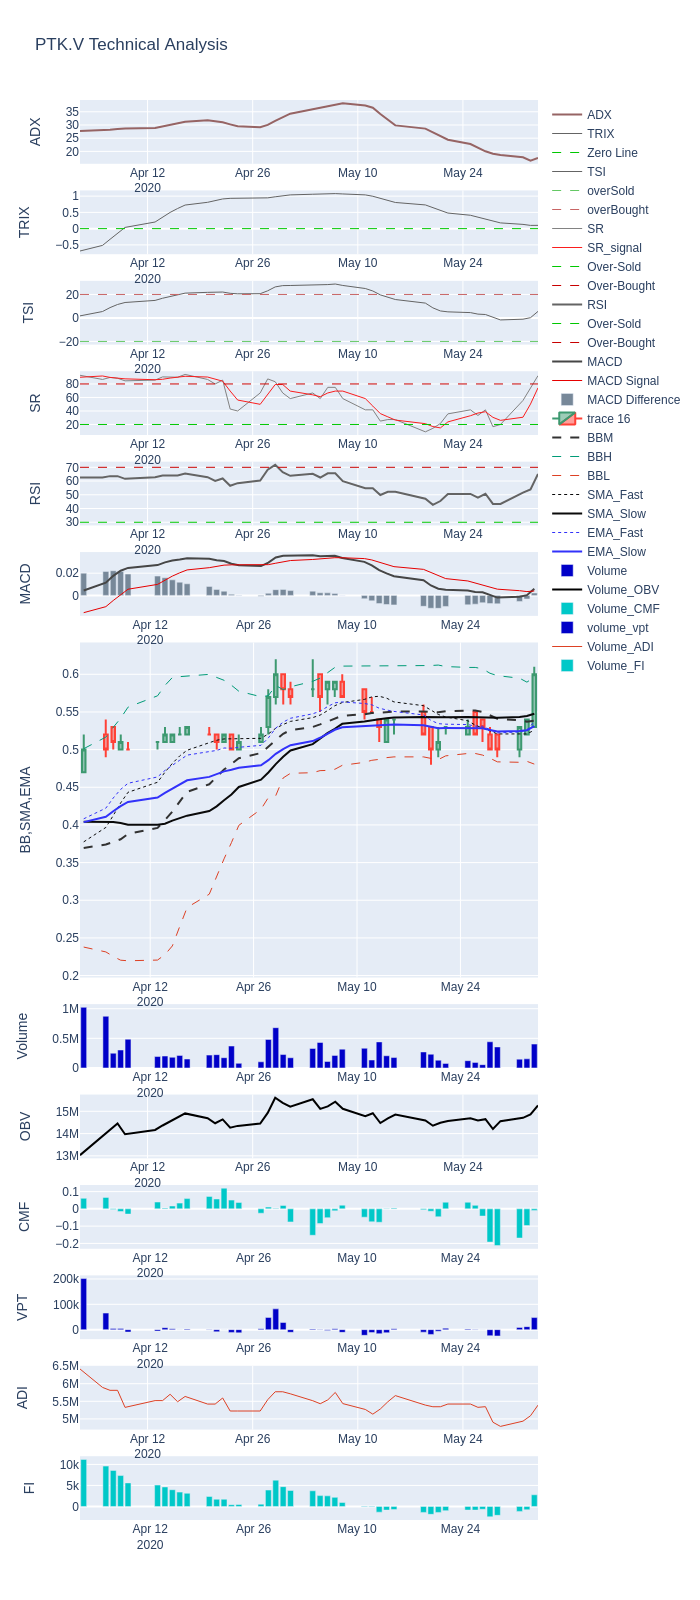 PTK.V Technical Analysis
ADX
35
30
25
20
Apr 12
2020
Apr 26
May 10
May 24
TRIX
1
0.5
0
−0.5
Apr 12
2020
Apr 26
May 10
May 24
TSI
20
0
−20
Apr 12
2020
Apr 26
May 10
May 24
SR
80
60
40
20
Apr 12
2020
Apr 26
May 10
May 24
RSI
70
60
50
40
30
Apr 12
2020
Apr 26
May 10
May 24
MACD
0.02
0
Apr 12
2020
Apr 26
May 10
May 24
BB,SMA,EMA
0.6
0.55
0.5
0.45
0.4
0.35
0.3
0.25
0.2
Apr 12
2020
Apr 26
May 10
May 24
Volume
1M
0.5M
0
Apr 12
2020
Apr 26
May 10
May 24
OBV
15M
14M
13M
Apr 12
2020
Apr 26
May 10
May 24
CMF
0.1
0
−0.1
−0.2
Apr 12
2020
Apr 26
May 10
May 24
VPT
200k
100k
0
Apr 12
2020
Apr 26
May 10
May 24
ADI
6.5M
6M
5.5M
5M
Apr 12
2020
Apr 26
May 10
May 24
FI
10k
5k
0
Apr 12
2020
Apr 26
May 10
May 24
ADX
TRIX
Zero Line
TSI
overSold
overBought
SR
SR_signal
Over-Sold
Over-Bought
RSI
Over-Sold
Over-Bought
MACD
MACD Signal
MACD Difference
trace 16
BBM
BBH
BBL
SMA_Fast
SMA_Slow
EMA_Fast
EMA_Slow
Volume
Volume_OBV
Volume_CMF
volume_vpt
Volume_ADI
Volume_FI